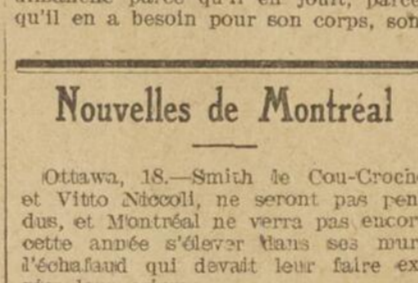 qu'il en a besoin pour son corps, son
Nouvelles de Montréal
Ottawa, 18.—Smith le Cou-Croch
et Vitto Niccoli, ne seront pas pen
dus, et Montréal ne verra pas encor
cette année s'élever dans ses mur
l'échafaud qui devait leur faire ex